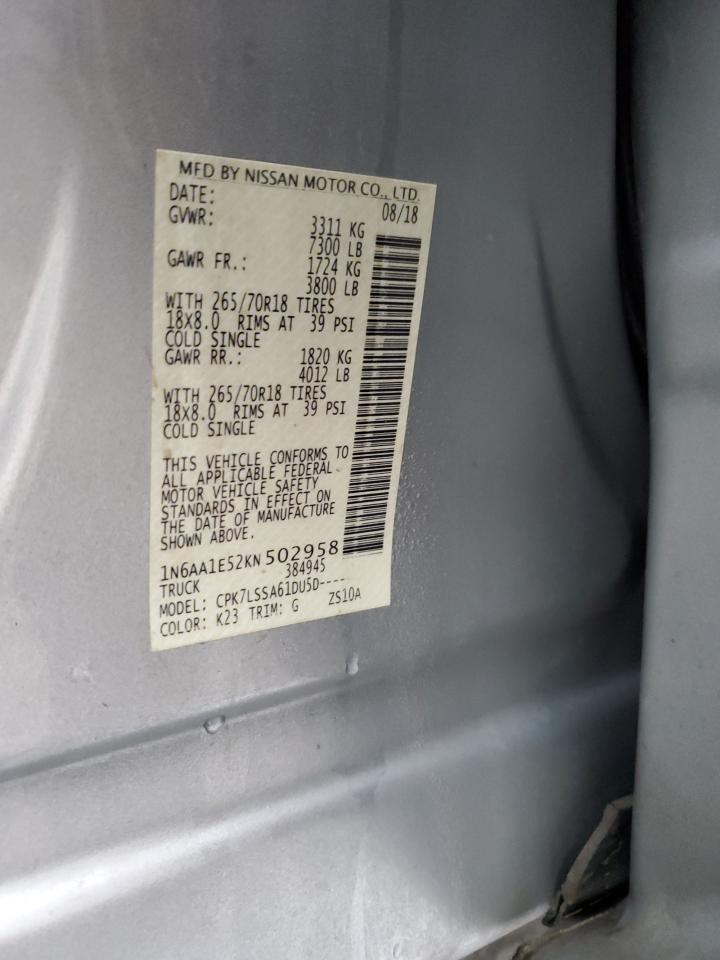 MFD BY NISSAN MOTOR CO., LTD.
DATE: 08/18
GVWR: 3311 KG
7300 LB
GAWR FR.: 1724 KG
3800 LB
WITH 265/70R18 TIRES
18X8.0 RIMS AT 39 PSI
COLD SINGLE
GAWR RR.: 1820 KG
4012 LB
WITH 265/70R18 TIRES
18X8.0 RIMS AT 39 PSI
COLD SINGLE
THIS VEHICLE CONFORMS TO
ALL APPLICABLE FEDERAL
MOTOR VEHICLE SAFETY
STANDARDS IN EFFECT ON
THE DATE OF MANUFACTURE
SHOWN ABOVE.
1N6AA1E52KN502958
TRUCK 384945
MODEL: CPK7LSSA61DU5D----
COLOR: K23 TRIM: G ZS10A